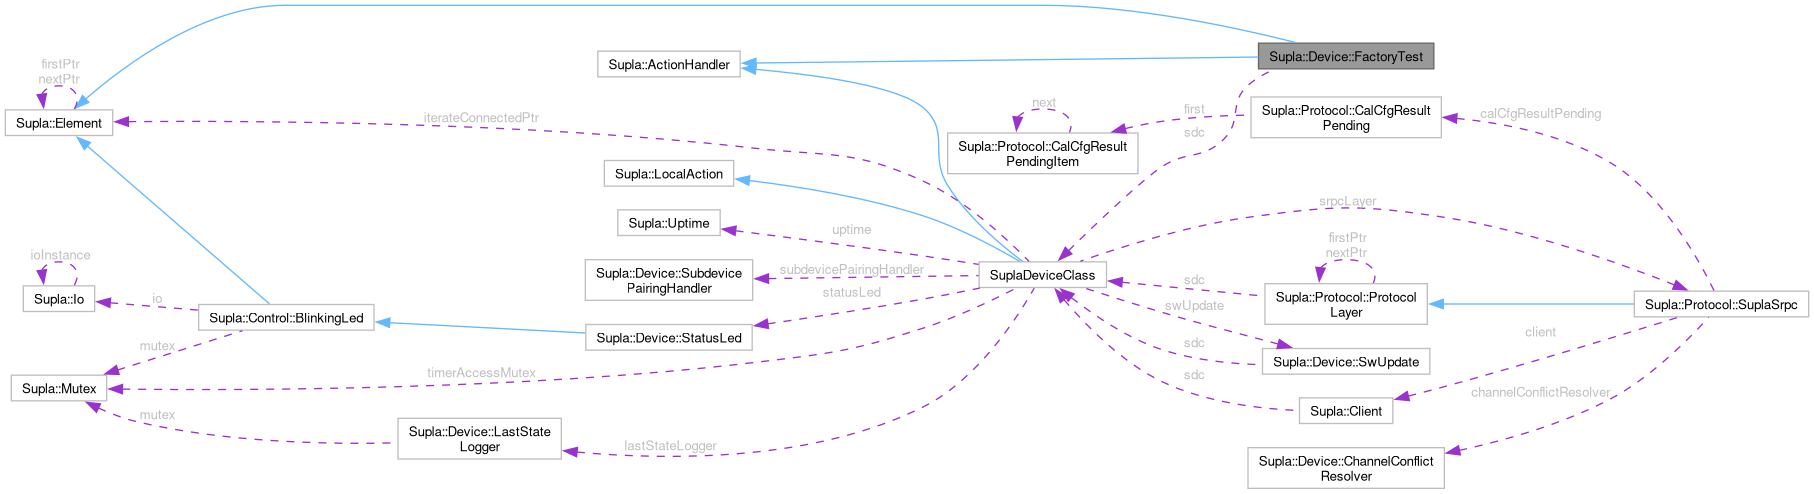 Supla::Device::FactoryTest
Supla::ActionHandler
firstPtr
nextPtr
Supla::Element
iterateConnectedPtr
next
first
sdc
Supla::Protocol::CalCfgResult
Pending
calCfgResultPending
Supla::Protocol::CalCfgResult
PendingItem
Supla::LocalAction
srpcLayer
Supla::Uptime
uptime
firstPtr
nextPtr
ioInstance
Supla::Io
io
Supla::Device::Subdevice
PairingHandler
subdevicePairingHandler
SuplaDeviceClass
sdc
Supla::Protocol::Protocol
Layer
Supla::Protocol::SuplaSrpc
statusLed
swUpdate
Supla::Control::BlinkingLed
Supla::Device::StatusLed
mutex
sdc
client
Supla::Device::SwUpdate
timerAccessMutex
sdc
Supla::Mutex
channelConflictResolver
Supla::Client
mutex
Supla::Device::LastState
Logger
lastStateLogger
Supla::Device::ChannelConflict
Resolver